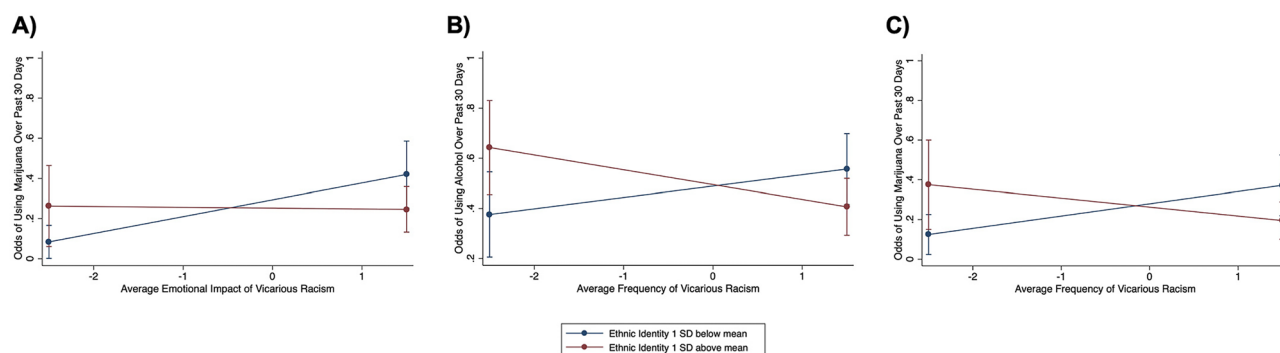 A)
Odds of Using Marijuana Over Past 30 Days
1
.8
.6
.4
.2
0
-2
-1
0
1
Average Emotional Impact of Vicarious Racism
B)
Odds of Using Alcohol Over Past 30 Days
1
.8
.6
.4
.2
-2
-1
0
1
Average Frequency of Vicarious Racism
C)
Odds of Using Marijuana Over Past 30 Days
1
.8
.6
.4
.2
0
-2
-1
0
1
Average Frequency of Vicarious Racism
Ethnic Identity 1 SD below mean
Ethnic Identity 1 SD above mean